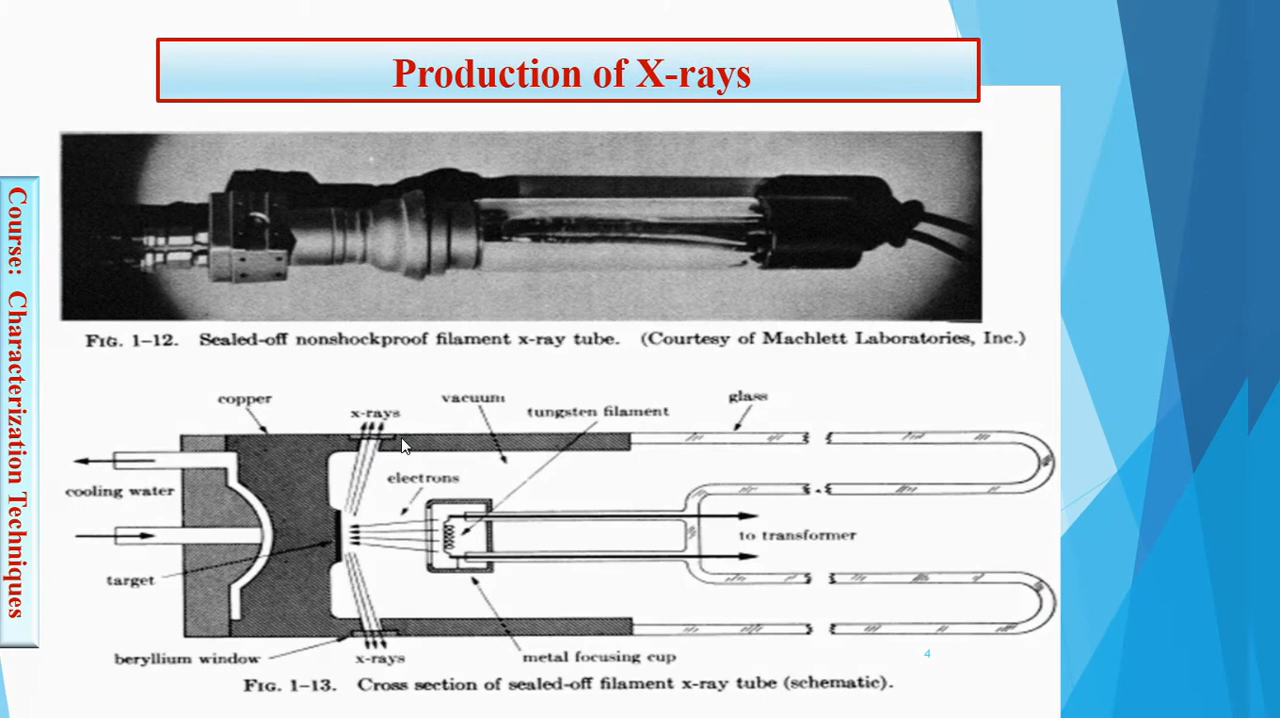 Production of X-rays
Course: Characterization Techniques
FIG. 1–12. Sealed-off nonshockproof filament x-ray tube. (Courtesy of Machlett Laboratories, Inc.)
copper
x-rays
vacuum
tungsten filament
glass
electrons
cooling water
to transformer
target
beryllium window
x-rays
metal focusing cup
4
FIG. 1–13. Cross section of sealed-off filament x-ray tube (schematic).